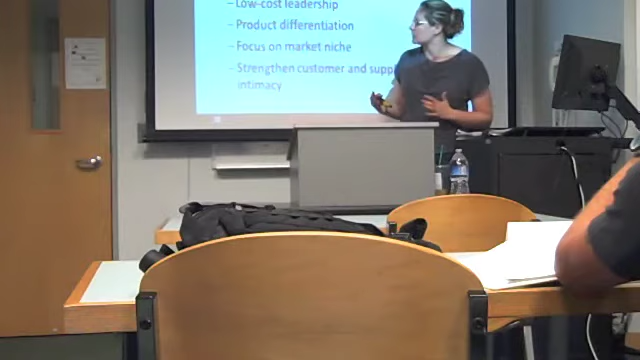 – Low-cost leadership
– Product differentiation
– Focus on market niche
– Strengthen customer and supp
intimacy